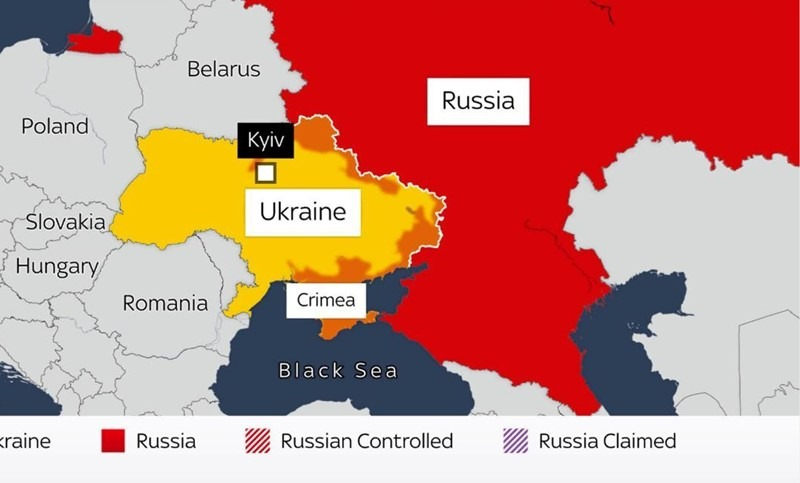 Belarus
Russia
Poland
Kyiv
Ukraine
Slovakia
Hungary
Romania
Crimea
Black Sea
kraine
Russia
Russian Controlled
Russia Claimed